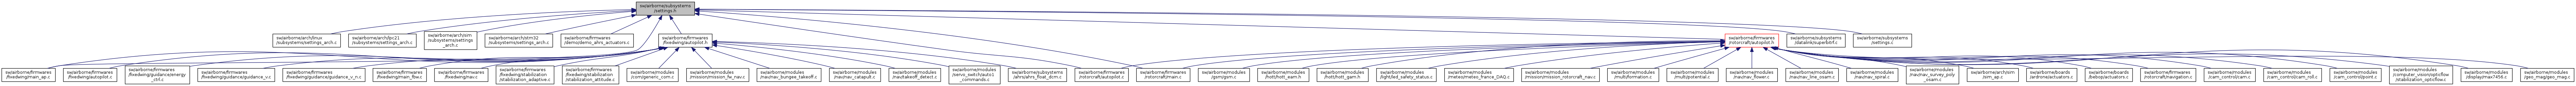 sw/airborne/subsystems
/settings.h
sw/airborne/arch/linux
/subsystems/settings_arch.c
sw/airborne/arch/lpc21
/subsystems/settings_arch.c
sw/airborne/arch/sim
/subsystems/settings
_arch.c
sw/airborne/arch/stm32
/subsystems/settings_arch.c
sw/airborne/firmwares
/demo/demo_ahrs_actuators.c
sw/airborne/firmwares
/fixedwing/autopilot.h
sw/airborne/firmwares
/rotorcraft/autopilot.h
sw/airborne/subsystems
/datalink/superbitrf.c
sw/airborne/subsystems
/settings.c
sw/airborne/firmwares
/fixedwing/main_ap.c
sw/airborne/firmwares
/fixedwing/autopilot.c
sw/airborne/firmwares
/fixedwing/guidance/energy
_ctrl.c
sw/airborne/firmwares
/fixedwing/guidance/guidance_v.c
sw/airborne/firmwares
/fixedwing/guidance/guidance_v_n.c
sw/airborne/firmwares
/fixedwing/main_fbw.c
sw/airborne/firmwares
/fixedwing/nav.c
sw/airborne/firmwares
/fixedwing/stabilization
/stabilization_adaptive.c
sw/airborne/firmwares
/fixedwing/stabilization
/stabilization_attitude.c
sw/airborne/modules
/com/generic_com.c
sw/airborne/modules
/mission/mission_fw_nav.c
sw/airborne/modules
/nav/nav_bungee_takeoff.c
sw/airborne/modules
/nav/nav_catapult.c
sw/airborne/modules
/nav/takeoff_detect.c
sw/airborne/modules
/servo_switch/auto1
_commands.c
sw/airborne/subsystems
/ahrs/ahrs_float_dcm.c
sw/airborne/firmwares
/rotorcraft/autopilot.c
sw/airborne/firmwares
/rotorcraft/main.c
sw/airborne/modules
/gps/rpm.c
sw/airborne/modules
/hott/hott_eam.h
sw/airborne/modules
/hott/hott_gam.h
sw/airborne/modules
/light/led_safety_status.c
sw/airborne/modules
/meteo/meteo_france_DAQ.c
sw/airborne/modules
/mission/mission_rotorcraft_nav.c
sw/airborne/modules
/multi/formation.c
sw/airborne/modules
/multi/potential.c
sw/airborne/modules
/nav/nav_flower.c
sw/airborne/modules
/nav/nav_line_osam.c
sw/airborne/modules
/nav/nav_spiral.c
sw/airborne/modules
/nav/nav_survey_poly
_osam.c
sw/airborne/arch/sim
/sim_ap.c
sw/airborne/boards
/ardrone/actuators.c
sw/airborne/boards
/bebop/actuators.c
sw/airborne/firmwares
/rotorcraft/navigation.c
sw/airborne/modules
/cam_control/cam.c
sw/airborne/modules
/cam_control/cam_roll.c
sw/airborne/modules
/cam_control/point.c
sw/airborne/modules
/computer_vision/opticflow
/stabilization_opticflow.c
sw/airborne/modules
/display/max7456.c
sw/airborne/modules
/geo_mag/geo_mag.c